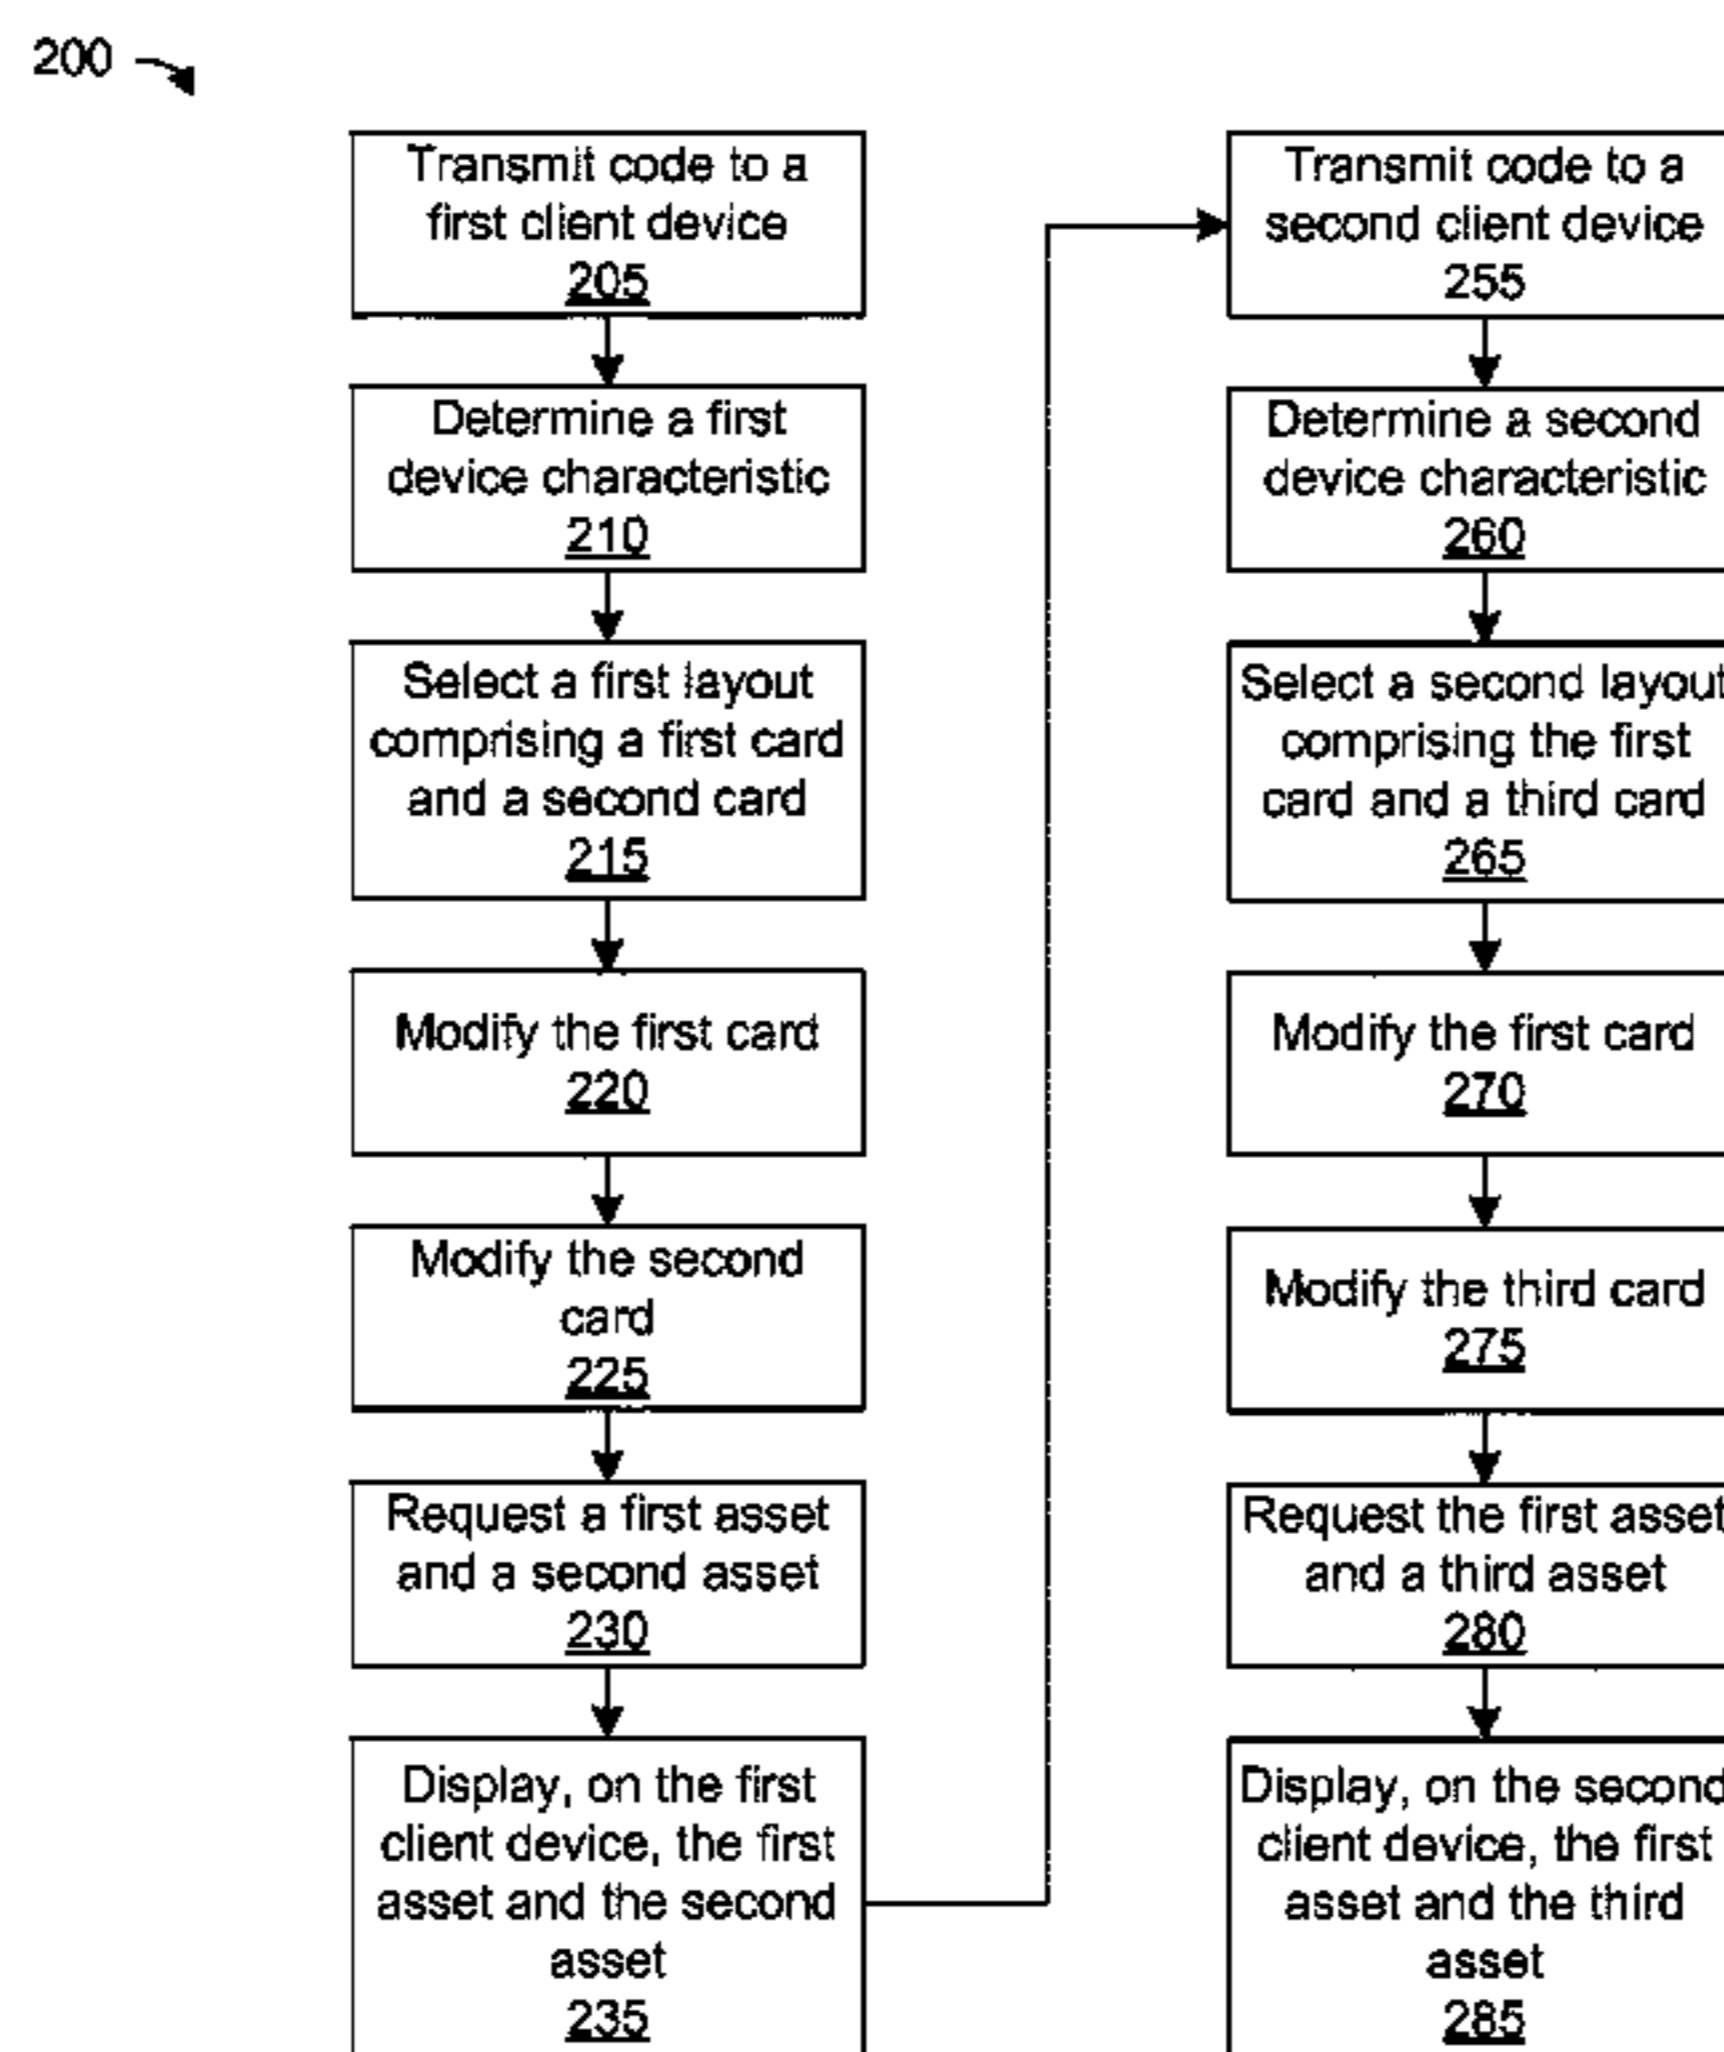 200
Transmit code to a
first client device
205
Determine a first
device characteristic
210
Select a first layout
comprising a first card
and a second card
215
Modify the first card
220
Modify the second
card
225
Request a first asset
and a second asset
230
Display, on the first
client device, the first
asset and the second
asset
235
Transmit code to a
second client device
255
Determine a second
device characteristic
260
Select a second layout
comprising the first
card and a third card
265
Modify the first card
270
Modify the third card
275
Request the first asset
and a third asset
280
Display, on the second
client device, the first
asset and the third
asset
285